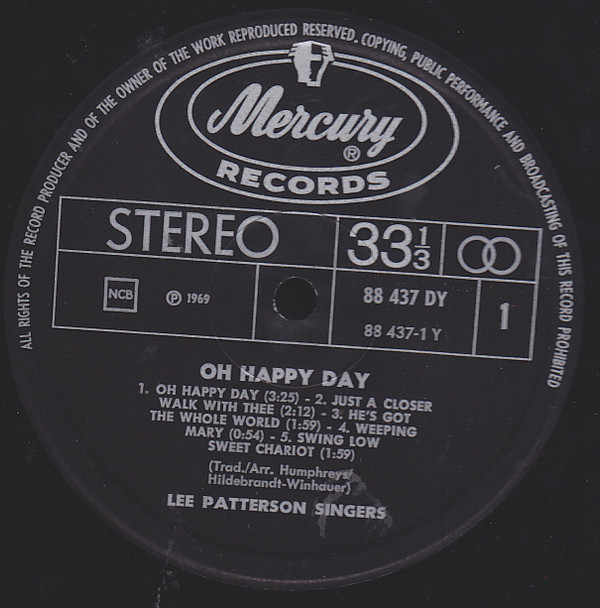 ALL RIGHTS OF THE RECORD PRODUCER AND OF THE OWNER OF THE WORK REPRODUCED RESERVED. COPYING, PUBLIC PERFORMANCE AND BROADCASTING OF THIS RECORD PROHIBITED
Mercury ®
RECORDS
STEREO 33 1/3
NCB ℗ 1969 88 437 DY 1
88 437-1 Y
OH HAPPY DAY
1. OH HAPPY DAY (3:25) - 2. JUST A CLOSER
WALK WITH THEE (2:12) - 3. HE'S GOT
THE WHOLE WORLD (1:59) - 4. WEEPING
MARY (0:54) - 5. SWING LOW
SWEET CHARIOT (1:59)
(Trad./Arr. Humphreys/
Hildebrandt-Winhauer)
LEE PATTERSON SINGERS